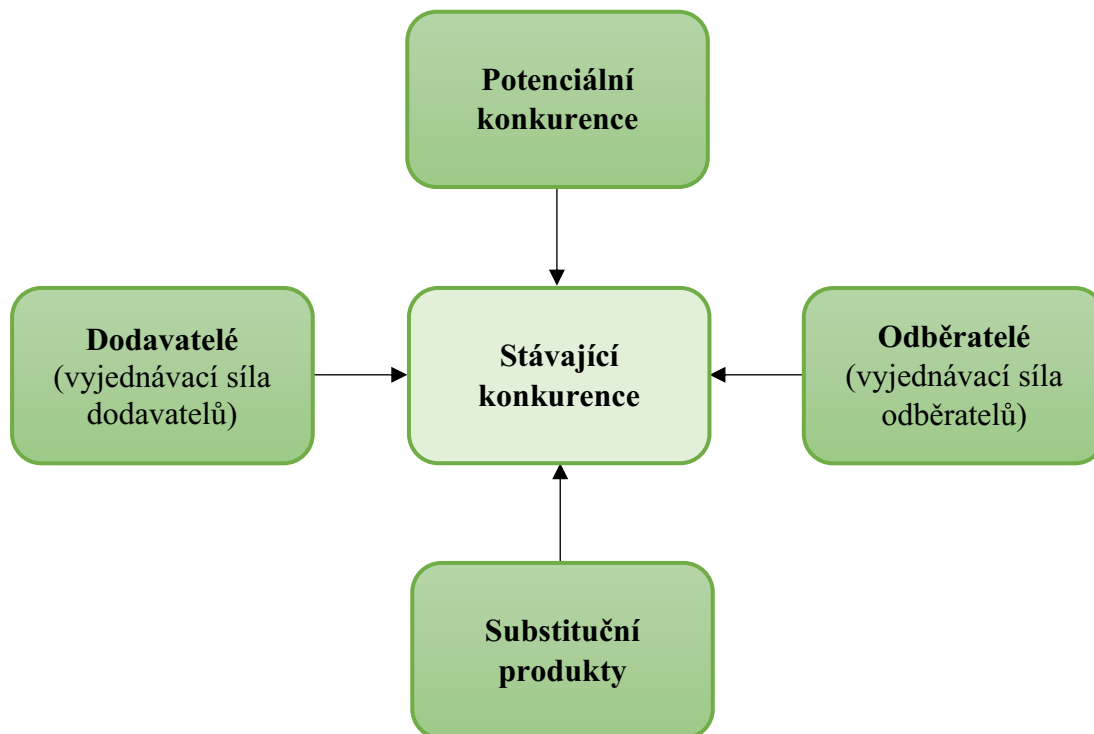 Potenciální
konkurence
Dodavatelé
(vyjednávací síla
dodavatelů)
Stávající
konkurence
Odběratelé
(vyjednávací síla
odběratelů)
Substituční
produkty